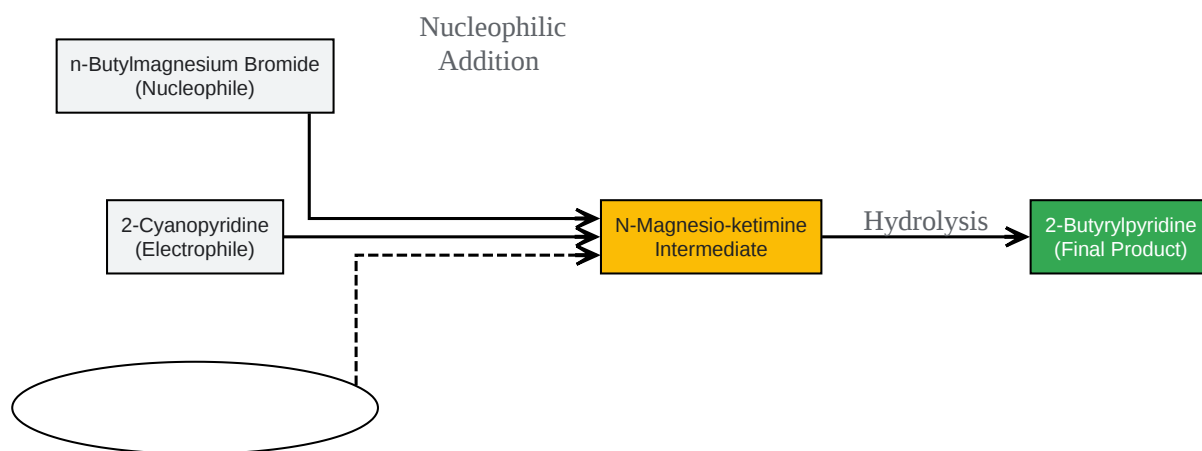 Nucleophilic
Addition
n-Butylmagnesium Bromide
(Nucleophile)
2-Cyanopyridine
(Electrophile)
N-Magnesio-ketimine
Intermediate
Hydrolysis
2-Butyrylpyridine
(Final Product)